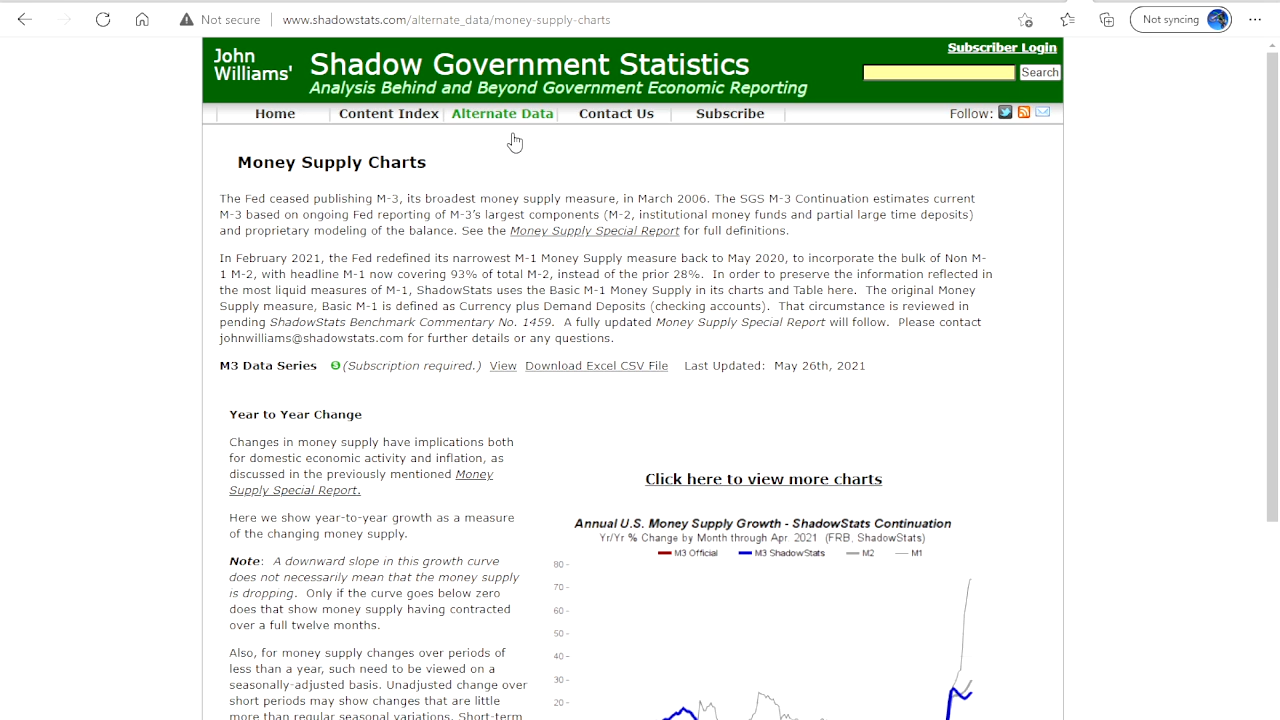 Not secure
www.shadowstats.com/alternate_data/money-supply-charts
Not syncing
John
Williams'
Shadow Government Statistics
Analysis Behind and Beyond Government Economic Reporting
Subscriber Login
Search
Home
Content Index
Alternate Data
Contact Us
Subscribe
Follow:
Money Supply Charts
The Fed ceased publishing M-3, its broadest money supply measure, in March 2006. The SGS M-3 Continuation estimates current
M-3 based on ongoing Fed reporting of M-3's largest components (M-2, institutional money funds and partial large time deposits)
and proprietary modeling of the balance. See the Money Supply Special Report for full definitions.
In February 2021, the Fed redefined its narrowest M-1 Money Supply measure back to May 2020, to incorporate the bulk of Non M-
1 M-2, with headline M-1 now covering 93% of total M-2, instead of the prior 28%.  In order to preserve the information reflected in
the most liquid measures of M-1, ShadowStats uses the Basic M-1 Money Supply in its charts and Table here.  The original Money
Supply measure, Basic M-1 is defined as Currency plus Demand Deposits (checking accounts).  That circumstance is reviewed in
pending ShadowStats Benchmark Commentary No. 1459.  A fully updated Money Supply Special Report will follow.  Please contact
johnwilliams@shadowstats.com for further details or any questions.
M3 Data Series S (Subscription required.) View Download Excel CSV File Last Updated: May 26th, 2021
Year to Year Change
Changes in money supply have implications both
for domestic economic activity and inflation, as
discussed in the previously mentioned Money
Supply Special Report.
Here we show year-to-year growth as a measure
of the changing money supply.
Note:  A downward slope in this growth curve
does not necessarily mean that the money supply
is dropping.  Only if the curve goes below zero
does that show money supply having contracted
over a full twelve months.
Also, for money supply changes over periods of
less than a year, such need to be viewed on a
seasonally-adjusted basis. Unadjusted change over
short periods may show changes that are little
more than regular seasonal variations. Short-term
Click here to view more charts
Annual U.S. Money Supply Growth - ShadowStats Continuation
Yr/Yr % Change by Month through Apr. 2021 (FRB, ShadowStats)
M3 Official
M3 ShadowStats
M2
M1
80
70
60
50
40
30
20